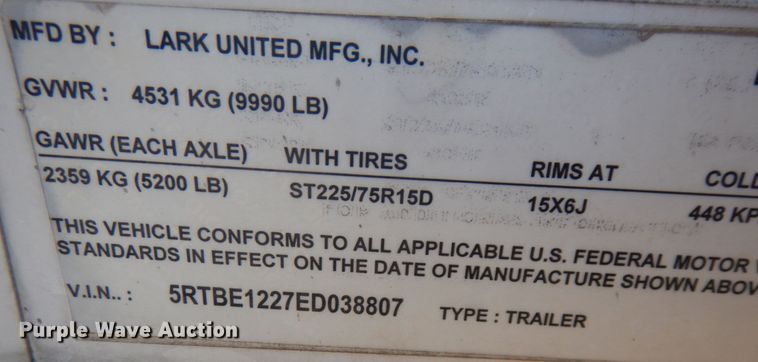 MFD BY : LARK UNITED MFG., INC.
GVWR : 4531 KG (9990 LB)
GAWR (EACH AXLE) WITH TIRES RIMS AT COLD
2359 KG (5200 LB) ST225/75R15D 15X6J 448 KP
THIS VEHICLE CONFORMS TO ALL APPLICABLE U.S. FEDERAL MOTOR
STANDARDS IN EFFECT ON THE DATE OF MANUFACTURE SHOWN ABOV
V.I.N.. : 5RTBE1227ED038807 TYPE : TRAILER
Purple Wave Auction